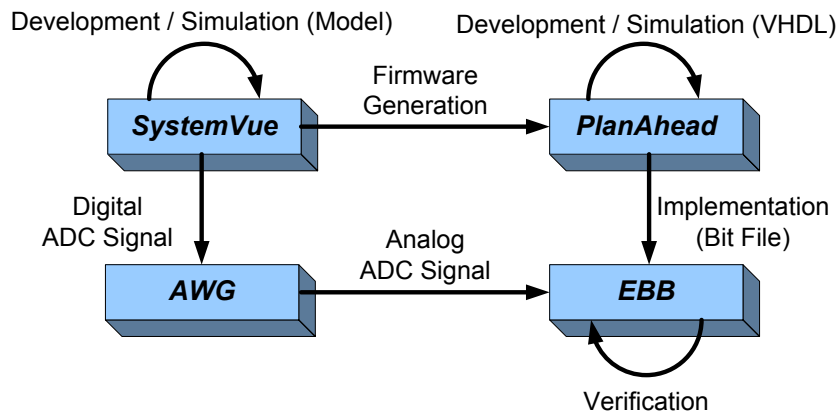 Development / Simulation (Model)
Development / Simulation (VHDL)
Firmware
Generation
SystemVue
PlanAhead
Digital
ADC Signal
Implementation
(Bit File)
Analog
ADC Signal
AWG
EBB
Verification